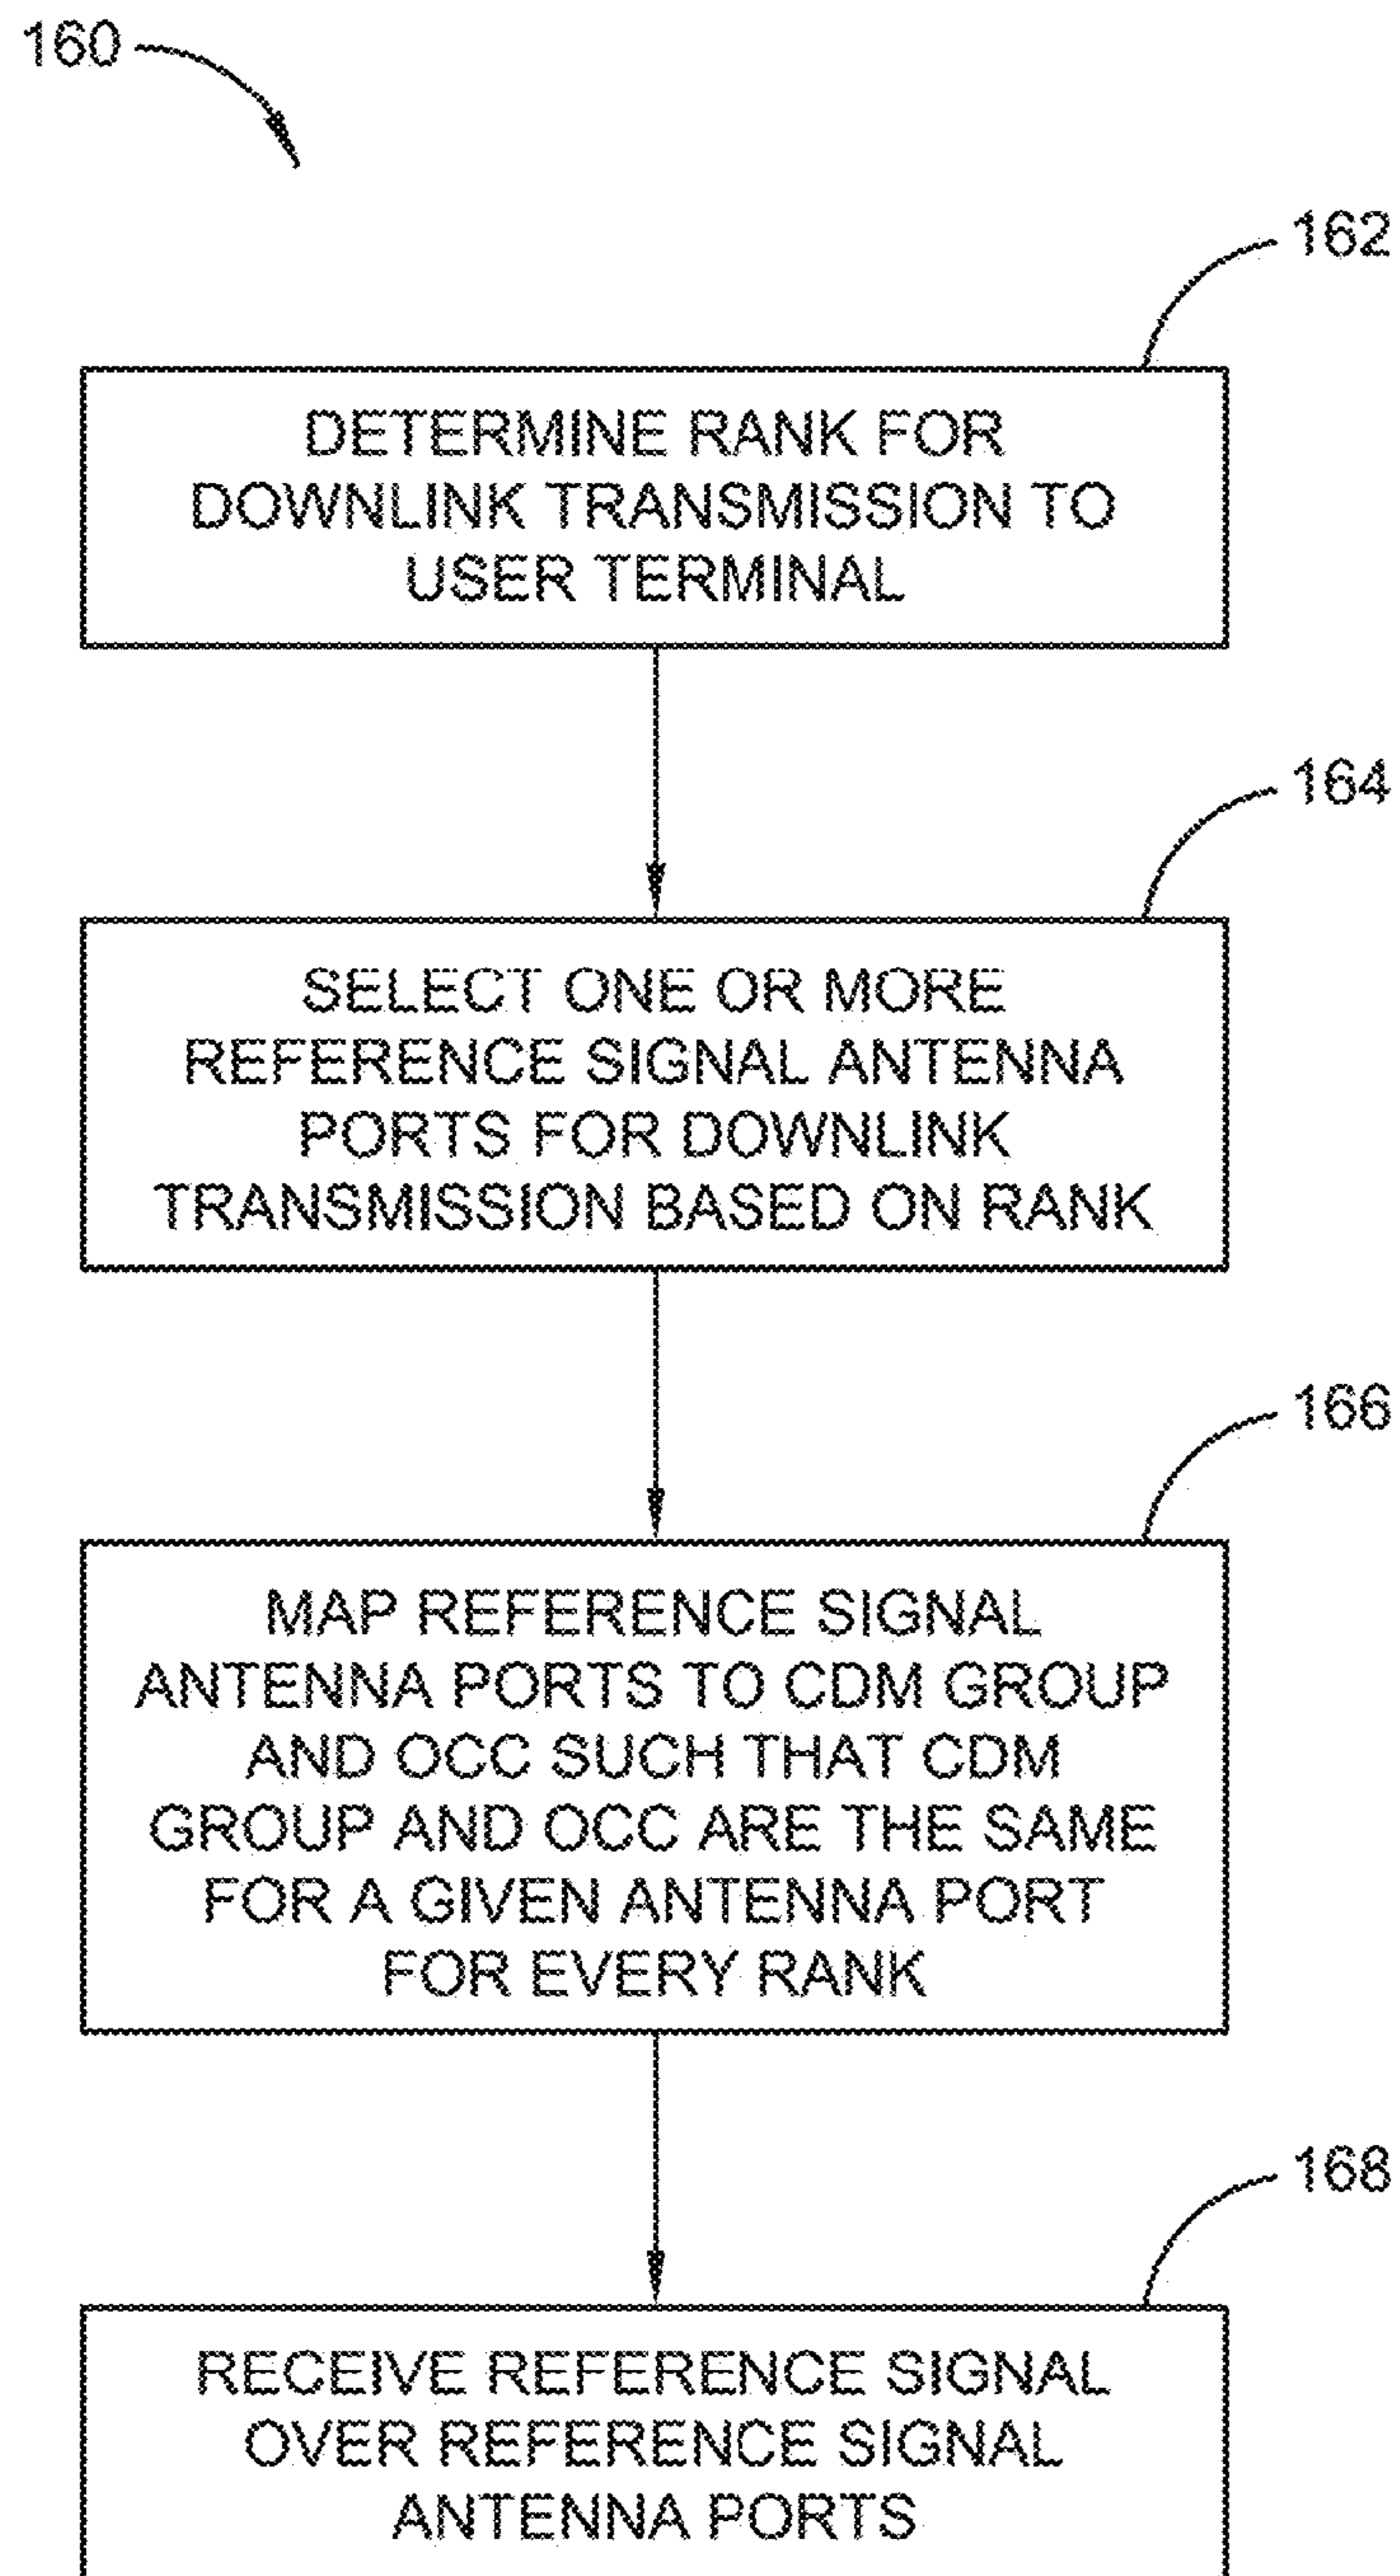 160
162
DETERMINE RANK FOR
DOWNLINK TRANSMISSION TO
USER TERMINAL
164
SELECT ONE OR MORE
REFERENCE SIGNAL ANTENNA
PORTS FOR DOWNLINK
TRANSMISSION BASED ON RANK
166
MAP REFERENCE SIGNAL
ANTENNA PORTS TO CDM GROUP
AND OCC SUCH THAT CDM
GROUP AND OCC ARE THE SAME
FOR A GIVEN ANTENNA PORT
FOR EVERY RANK
168
RECEIVE REFERENCE SIGNAL
OVER REFERENCE SIGNAL
ANTENNA PORTS